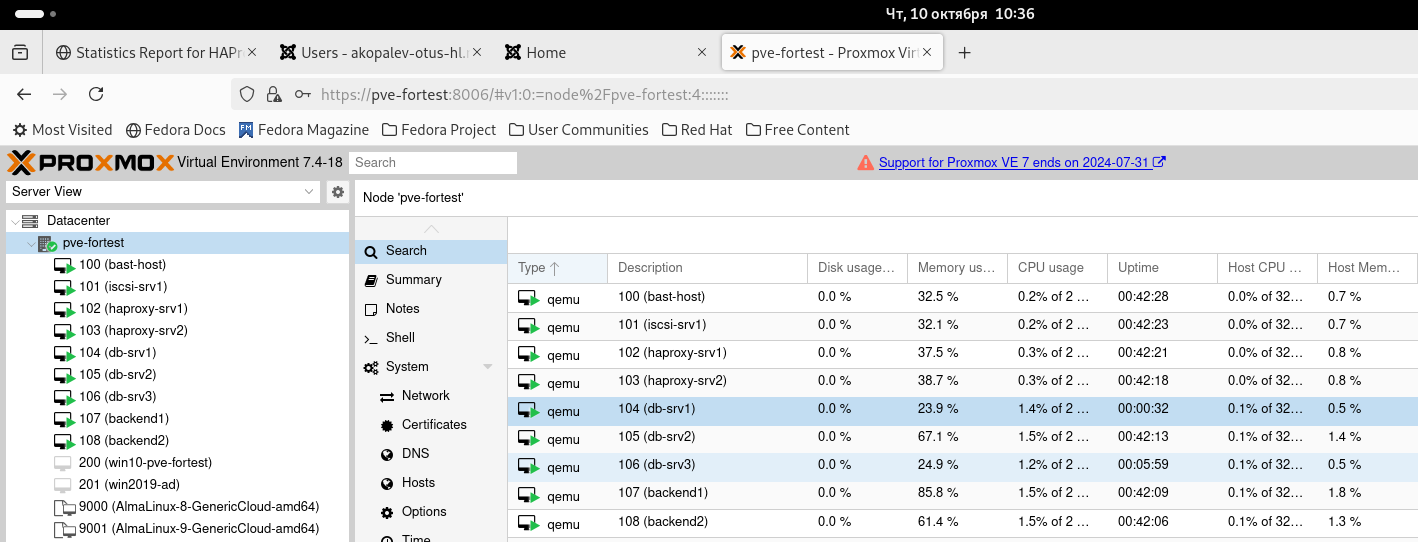 Чт, 10 октября 10:36
Statistics Report for HAPr
Users - akopalev-otus-hl.
Home
pve-fortest - Proxmox Virt
https://pve-fortest:8006/#v1:0:=node%2Fpve-fortest:4:::::::
Most Visited Fedora Docs Fedora Magazine Fedora Project User Communities Red Hat Free Content
PROXMOX Virtual Environment 7.4-18 Search Support for Proxmox VE 7 ends on 2024-07-31
Server View
Datacenter
pve-fortest
100 (bast-host)
101 (iscsi-srv1)
102 (haproxy-srv1)
103 (haproxy-srv2)
104 (db-srv1)
105 (db-srv2)
106 (db-srv3)
107 (backend1)
108 (backend2)
200 (win10-pve-fortest)
201 (win2019-ad)
9000 (AlmaLinux-8-GenericCloud-amd64)
9001 (AlmaLinux-9-GenericCloud-amd64)
Node 'pve-fortest'
Search
Summary
Notes
Shell
System
Network
Certificates
DNS
Hosts
Options
Time
Type Description Disk usage... Memory us... CPU usage Uptime Host CPU ... Host Mem...
qemu 100 (bast-host) 0.0 % 32.5 % 0.2% of 2 ... 00:42:28 0.0% of 32... 0.7 %
qemu 101 (iscsi-srv1) 0.0 % 32.1 % 0.2% of 2 ... 00:42:23 0.0% of 32... 0.7 %
qemu 102 (haproxy-srv1) 0.0 % 37.5 % 0.3% of 2 ... 00:42:21 0.0% of 32... 0.8 %
qemu 103 (haproxy-srv2) 0.0 % 38.7 % 0.3% of 2 ... 00:42:18 0.0% of 32... 0.8 %
qemu 104 (db-srv1) 0.0 % 23.9 % 1.4% of 2 ... 00:00:32 0.1% of 32... 0.5 %
qemu 105 (db-srv2) 0.0 % 67.1 % 1.5% of 2 ... 00:42:13 0.1% of 32... 1.4 %
qemu 106 (db-srv3) 0.0 % 24.9 % 1.2% of 2 ... 00:05:59 0.1% of 32... 0.5 %
qemu 107 (backend1) 0.0 % 85.8 % 1.5% of 2 ... 00:42:09 0.1% of 32... 1.8 %
qemu 108 (backend2) 0.0 % 61.4 % 1.5% of 2 ... 00:42:06 0.1% of 32... 1.3 %